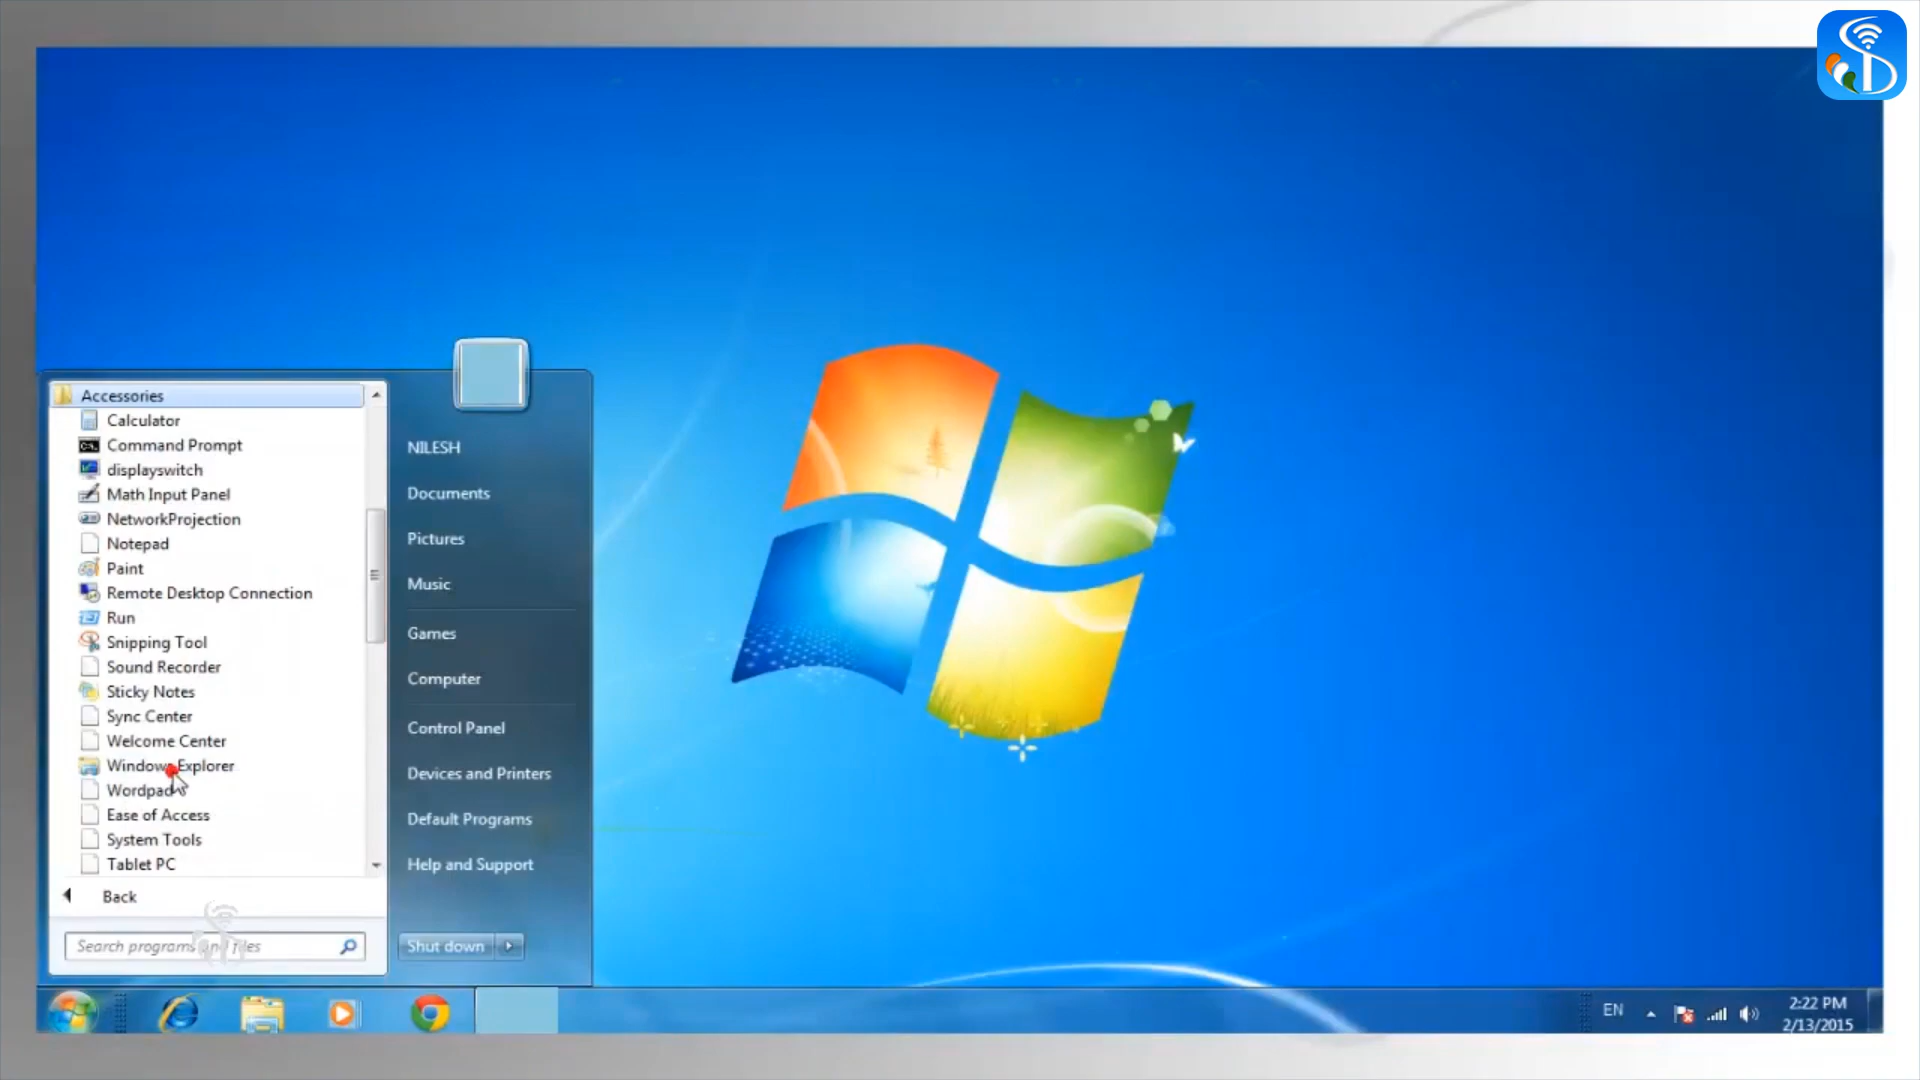 Accessories
Calculator
Command Prompt
displayswitch
Math Input Panel
NetworkProjection
Notepad
Paint
Remote Desktop Connection
Run
Snipping Tool
Sound Recorder
Sticky Notes
Sync Center
Welcome Center
Windows Explorer
Wordpad
Ease of Access
System Tools
Tablet PC
Back
Search programs and files
NILESH
Documents
Pictures
Music
Games
Computer
Control Panel
Devices and Printers
Default Programs
Help and Support
Shut down
EN
2:22 PM
2/13/2015